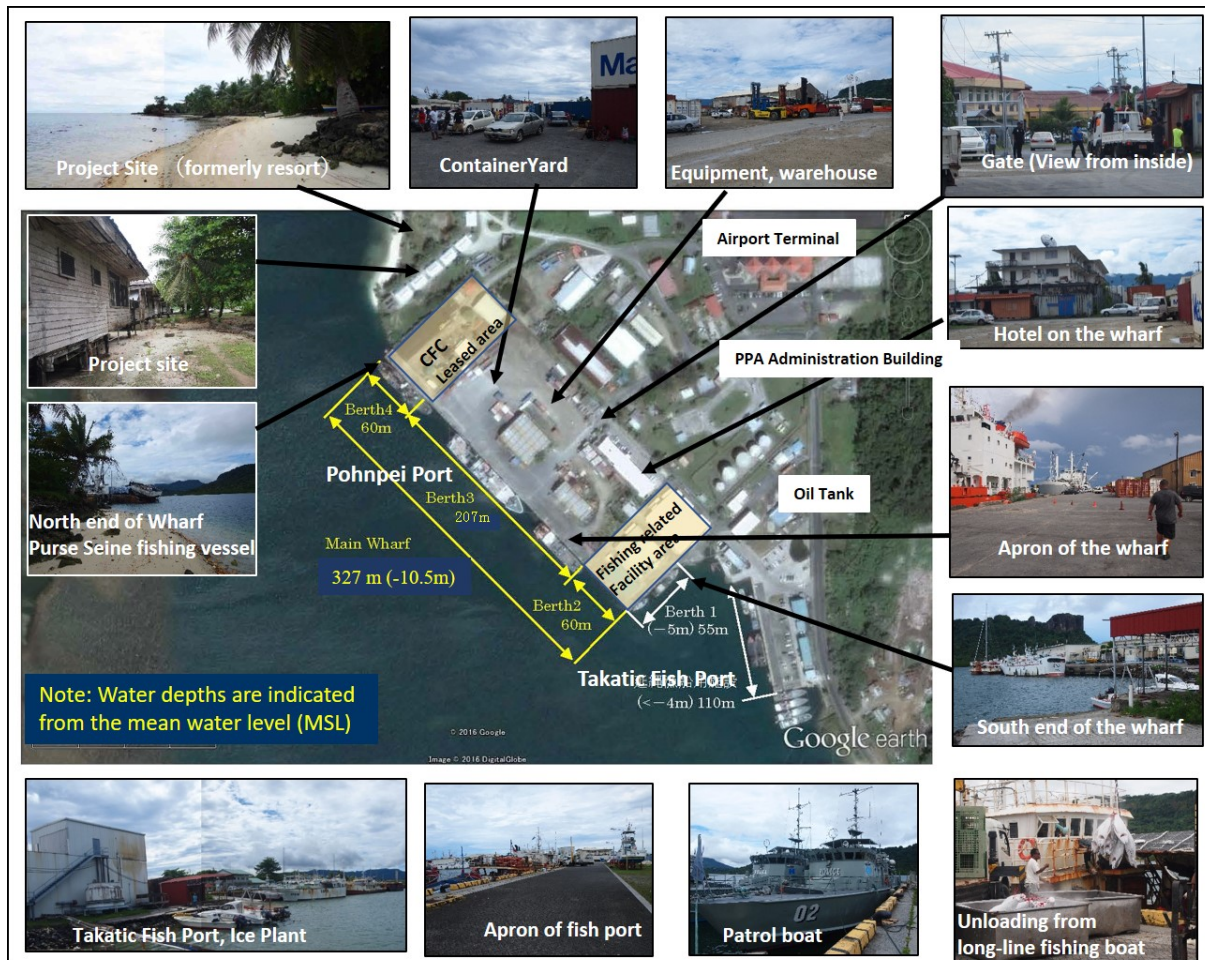 Project Site （formerly resort）
ContainerYard
Ma
Equipment, warehouse
Gate (View from inside)
Airport Terminal
Project site
CFC
Leased area
PPA Administration Building
Hotel on the wharf
Berth4
60m
Pohnpei Port
Berth3
207m
Oil Tank
North end of Wharf
Purse Seine fishing vessel
Main Wharf
327 m (-10.5m)
Fishing related
Facility area
Apron of the wharf
Berth2
60m
Berth 1
(－5m) 55m
Takatic Fish Port
(<－4m) 110m
Note: Water depths are indicated
from the mean water level (MSL)
© 2016 Google
Image © 2016 DigitalGlobe
Google earth
South end of the wharf
Takatic Fish Port, Ice Plant
Apron of fish port
02
POLICE
Patrol boat
Unloading from
long-line fishing boat